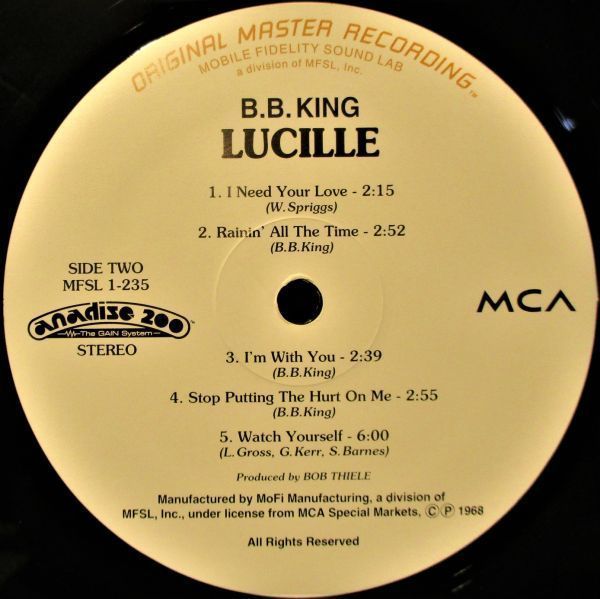 ORIGINAL MASTER RECORDING™
MOBILE FIDELITY SOUND LAB
a division of MFSL, Inc.
B.B.KING
LUCILLE
1. I Need Your Love - 2:15
(W. Spriggs)
2. Rainin' All The Time - 2:52
(B.B.King)
SIDE TWO
MFSL 1-235
anadisq 200™
The GAIN System
STEREO
MCA
3. I'm With You - 2:39
(B.B.King)
4. Stop Putting The Hurt On Me - 2:55
(B.B.King)
5. Watch Yourself - 6:00
(L. Gross, G. Kerr, S. Barnes)
Produced by BOB THIELE
Manufactured by MoFi Manufacturing, a division of
MFSL, Inc., under license from MCA Special Markets, ©℗ 1968
All Rights Reserved